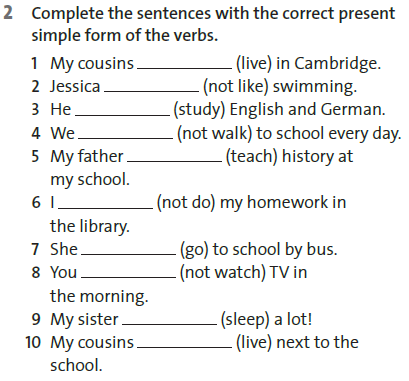 2 Complete the sentences with the correct present
simple form of the verbs.
1 My cousins __________ (live) in Cambridge.
2 Jessica __________ (not like) swimming.
3 He __________ (study) English and German.
4 We __________ (not walk) to school every day.
5 My father __________ (teach) history at
my school.
6 I __________ (not do) my homework in
the library.
7 She __________ (go) to school by bus.
8 You __________ (not watch) TV in
the morning.
9 My sister __________ (sleep) a lot!
10 My cousins __________ (live) next to the
school.